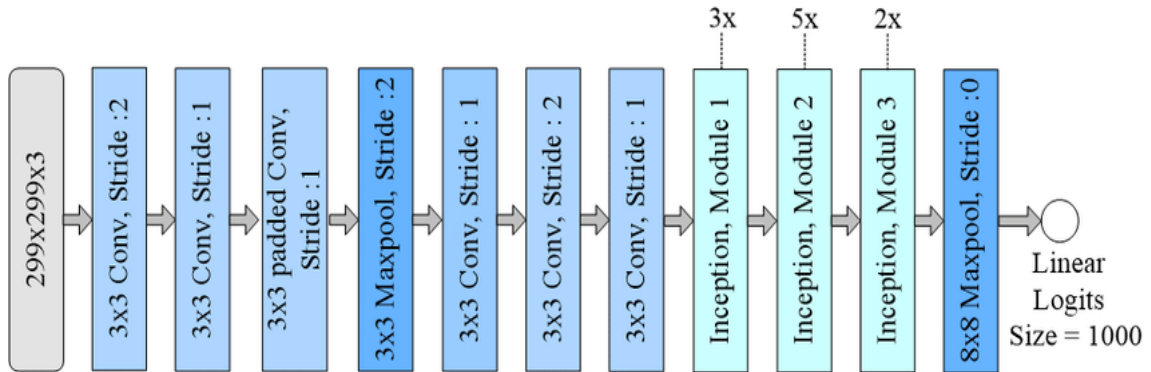 3x
5x
2x
299x299x3
3x3 Conv, Stride :2
3x3 Conv, Stride :1
3x3 padded Conv,
Stride :1
3x3 Maxpool, Stride :2
3x3 Conv, Stride : 1
3x3 Conv, Stride : 2
3x3 Conv, Stride : 1
Inception, Module 1
Inception, Module 2
Inception, Module 3
8x8 Maxpool, Stride :0
Linear
Logits
Size = 1000